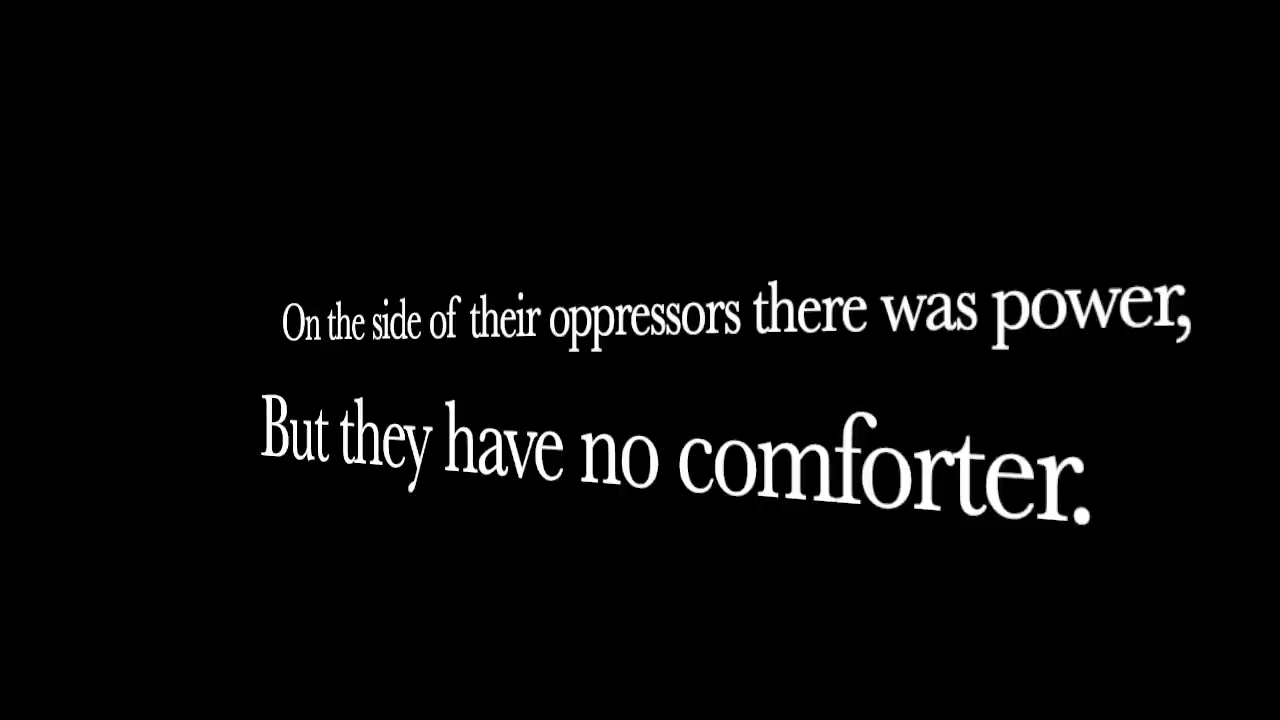 On the side of their oppressors there was power,
But they have no comforter.